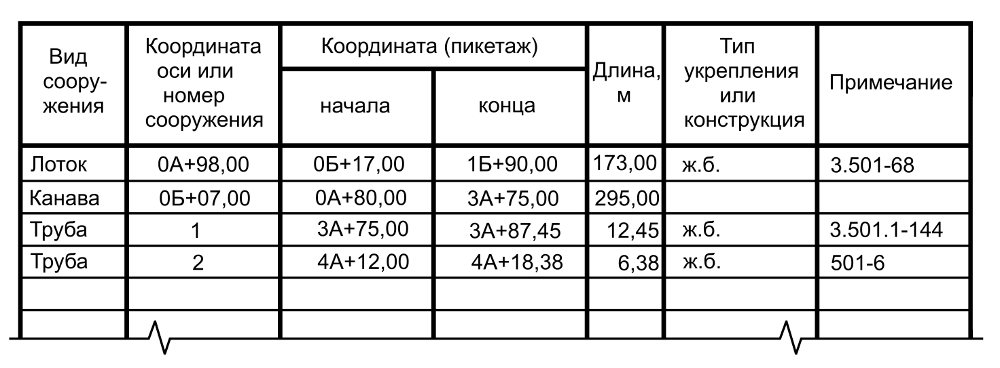 Вид
соору-
жения
Координата
оси или
номер
сооружения
Координата (пикетаж)
начала
конца
Длина,
м
Тип
укрепления
или
конструкция
Примечание
Лоток 0А+98,00 0Б+17,00 1Б+90,00 173,00 ж.б. 3.501-68
Канава 0Б+07,00 0А+80,00 3А+75,00 295,00
Труба 1 3А+75,00 3А+87,45 12,45 ж.б. 3.501.1-144
Труба 2 4А+12,00 4А+18,38 6,38 ж.б. 501-6